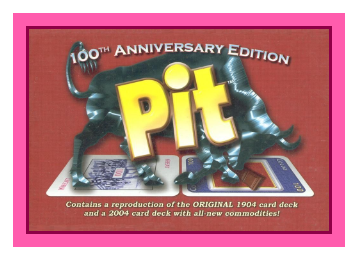 100TH ANNIVERSARY EDITION
Pit™
Contains a reproduction of the ORIGINAL 1904 card deck
and a 2004 card deck with all-new commodities!